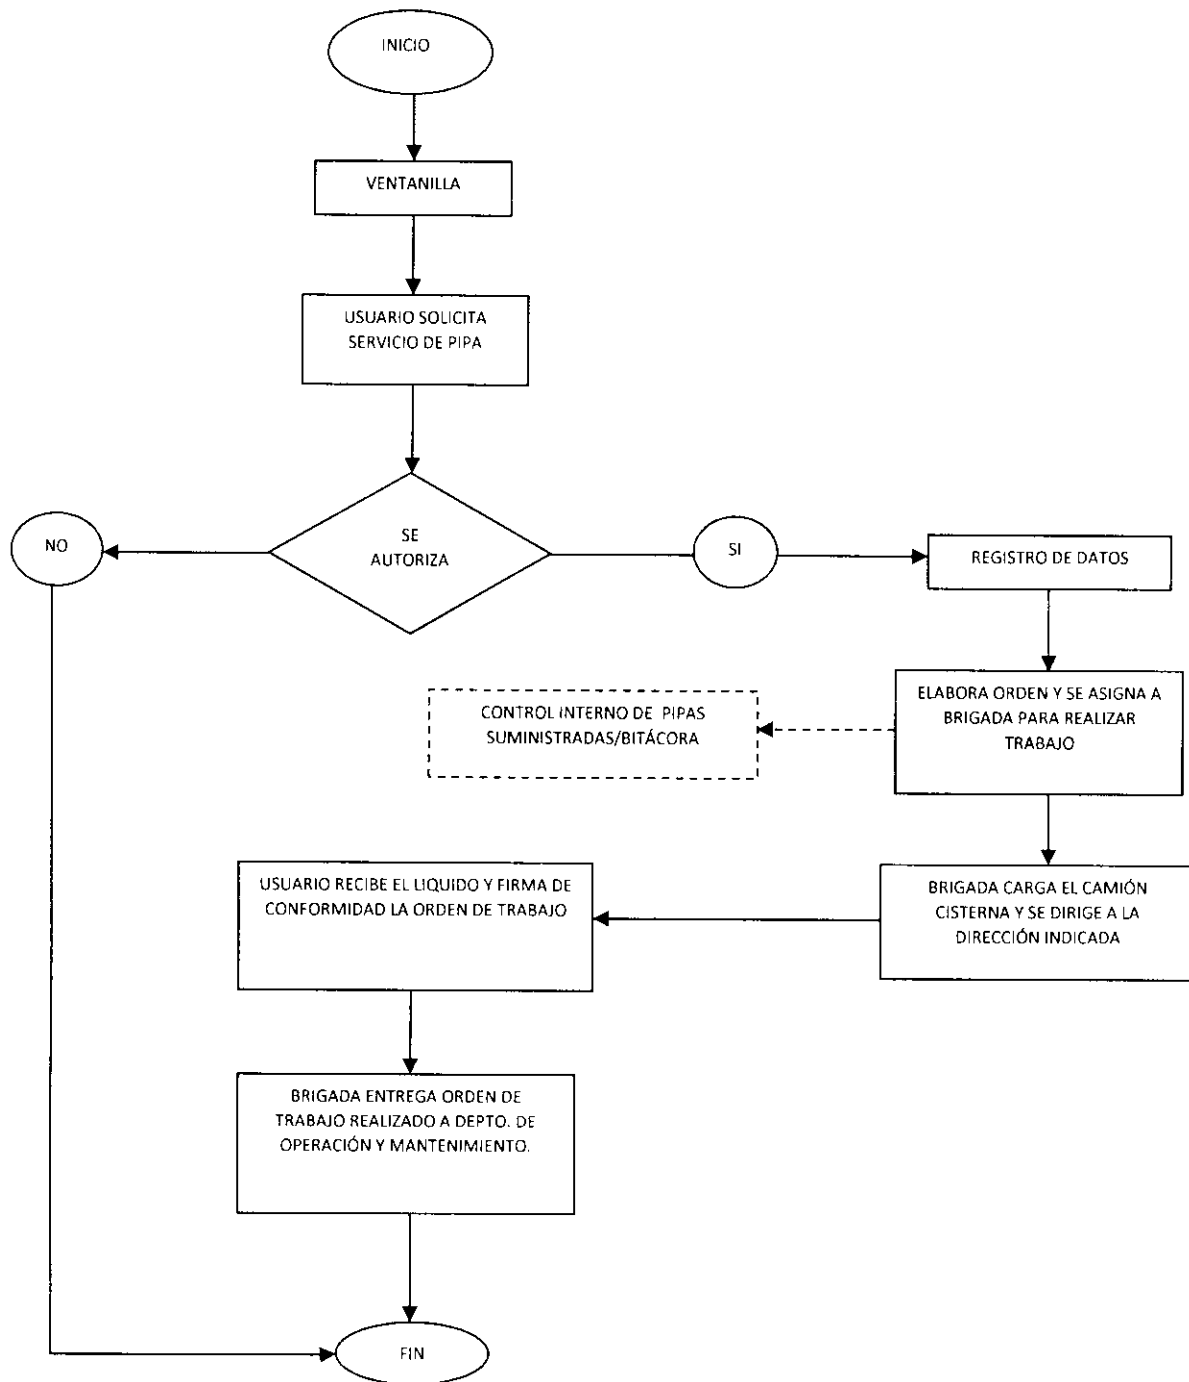 INICIO
VENTANILLA
USUARIO SOLICITA
SERVICIO DE PIPA
SE
AUTORIZA
NO
SI
REGISTRO DE DATOS
ELABORA ORDEN Y SE ASIGNA A
BRIGADA PARA REALIZAR
TRABAJO
CONTROL INTERNO DE PIPAS
SUMINISTRADAS/BITÁCORA
BRIGADA CARGA EL CAMIÓN
CISTERNA Y SE DIRIGE A LA
DIRECCIÓN INDICADA
USUARIO RECIBE EL LIQUIDO Y FIRMA DE
CONFORMIDAD LA ORDEN DE TRABAJO
BRIGADA ENTREGA ORDEN DE
TRABAJO REALIZADO A DEPTO. DE
OPERACIÓN Y MANTENIMIENTO.
FIN